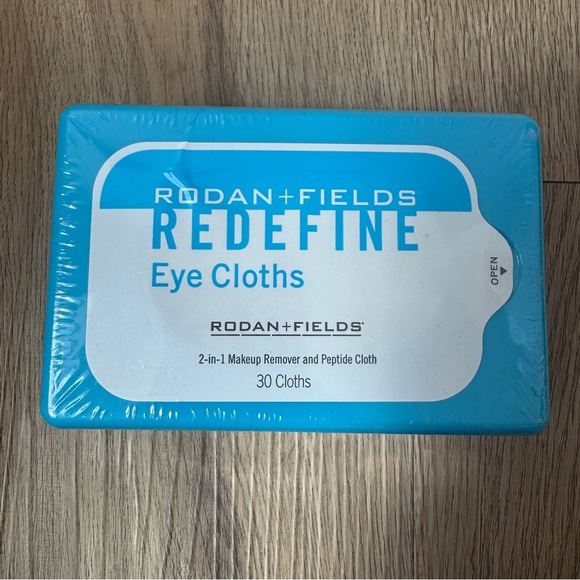 RODAN+FIELDS
REDEFINE
Eye Cloths
OPEN
RODAN+FIELDS®
2-in-1 Makeup Remover and Peptide Cloth
30 Cloths